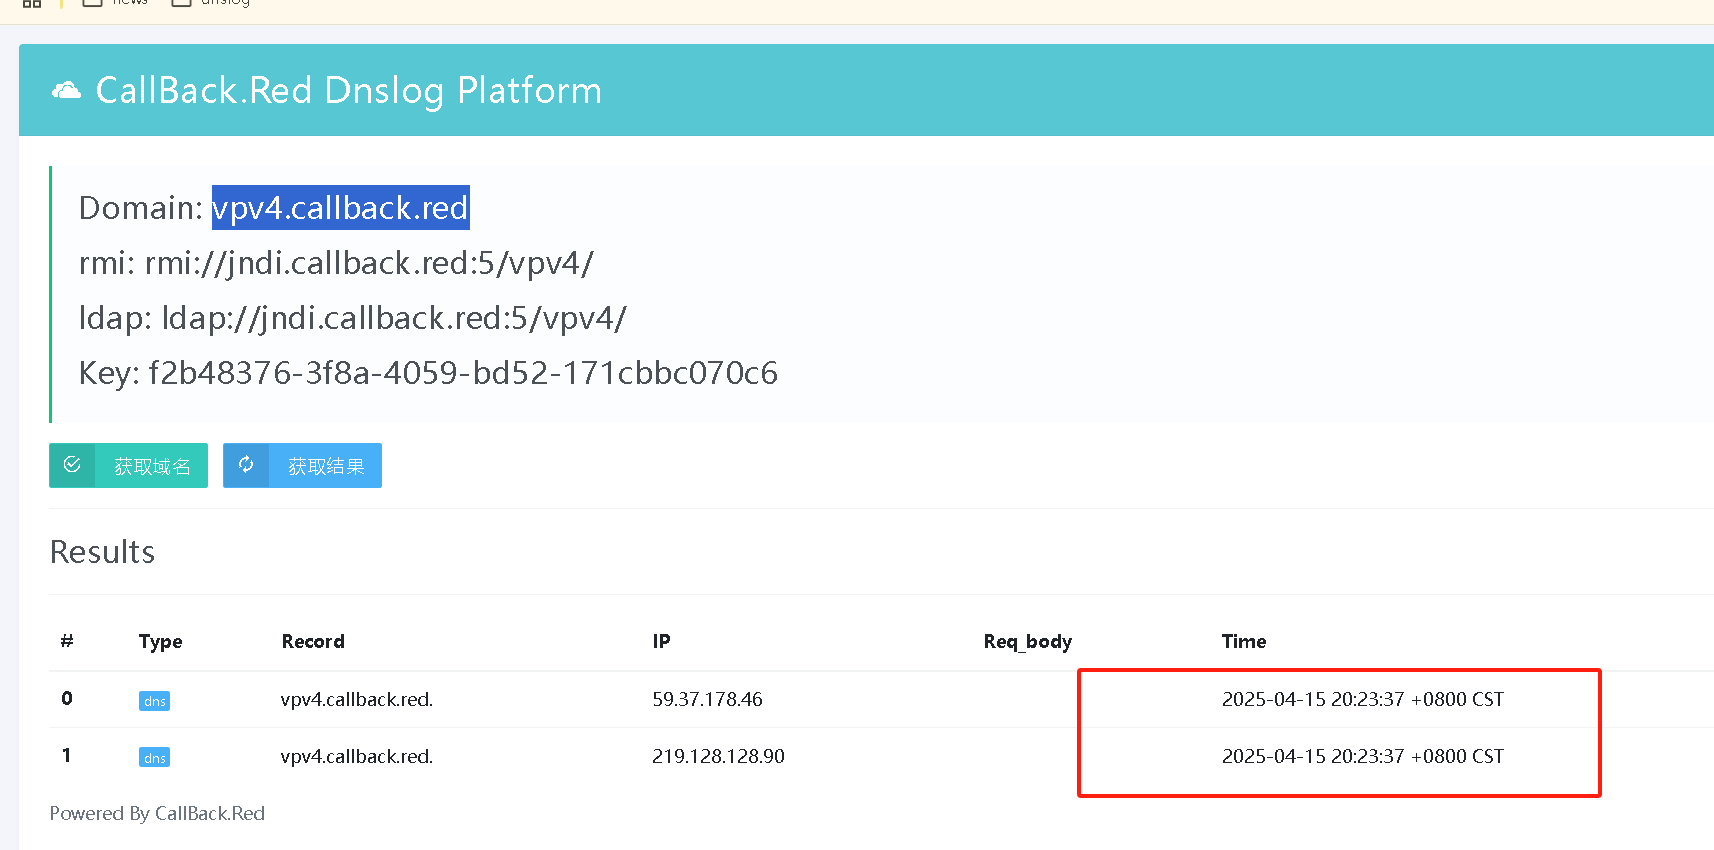 news dnslog
CallBack.Red Dnslog Platform
Domain: vpv4.callback.red
rmi: rmi://jndi.callback.red:5/vpv4/
ldap: ldap://jndi.callback.red:5/vpv4/
Key: f2b48376-3f8a-4059-bd52-171cbbc070c6
获取域名 获取结果
Results
# Type Record IP Req_body Time
0 dns vpv4.callback.red. 59.37.178.46 2025-04-15 20:23:37 +0800 CST
1 dns vpv4.callback.red. 219.128.128.90 2025-04-15 20:23:37 +0800 CST
Powered By CallBack.Red